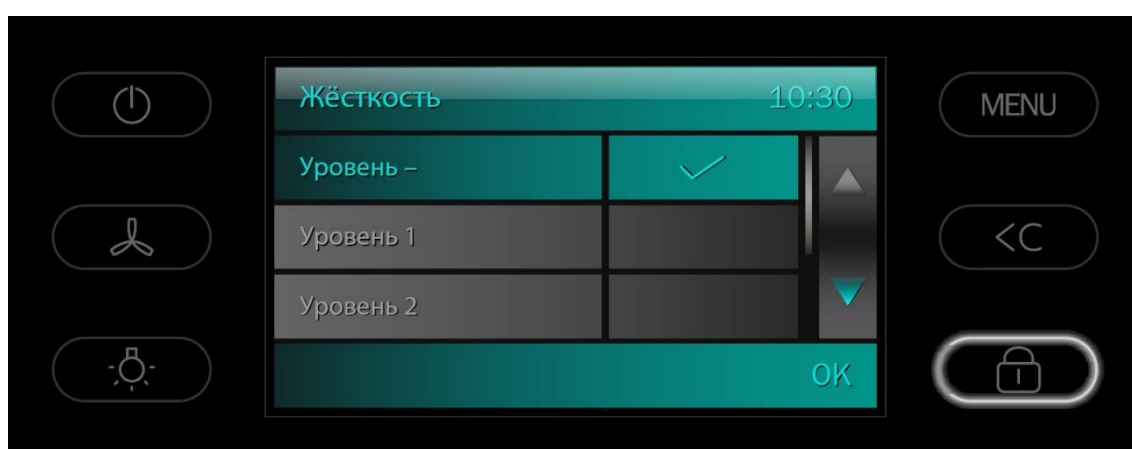 Жёсткость 10:30
MENU
Уровень –
Уровень 1
<C
Уровень 2
OK